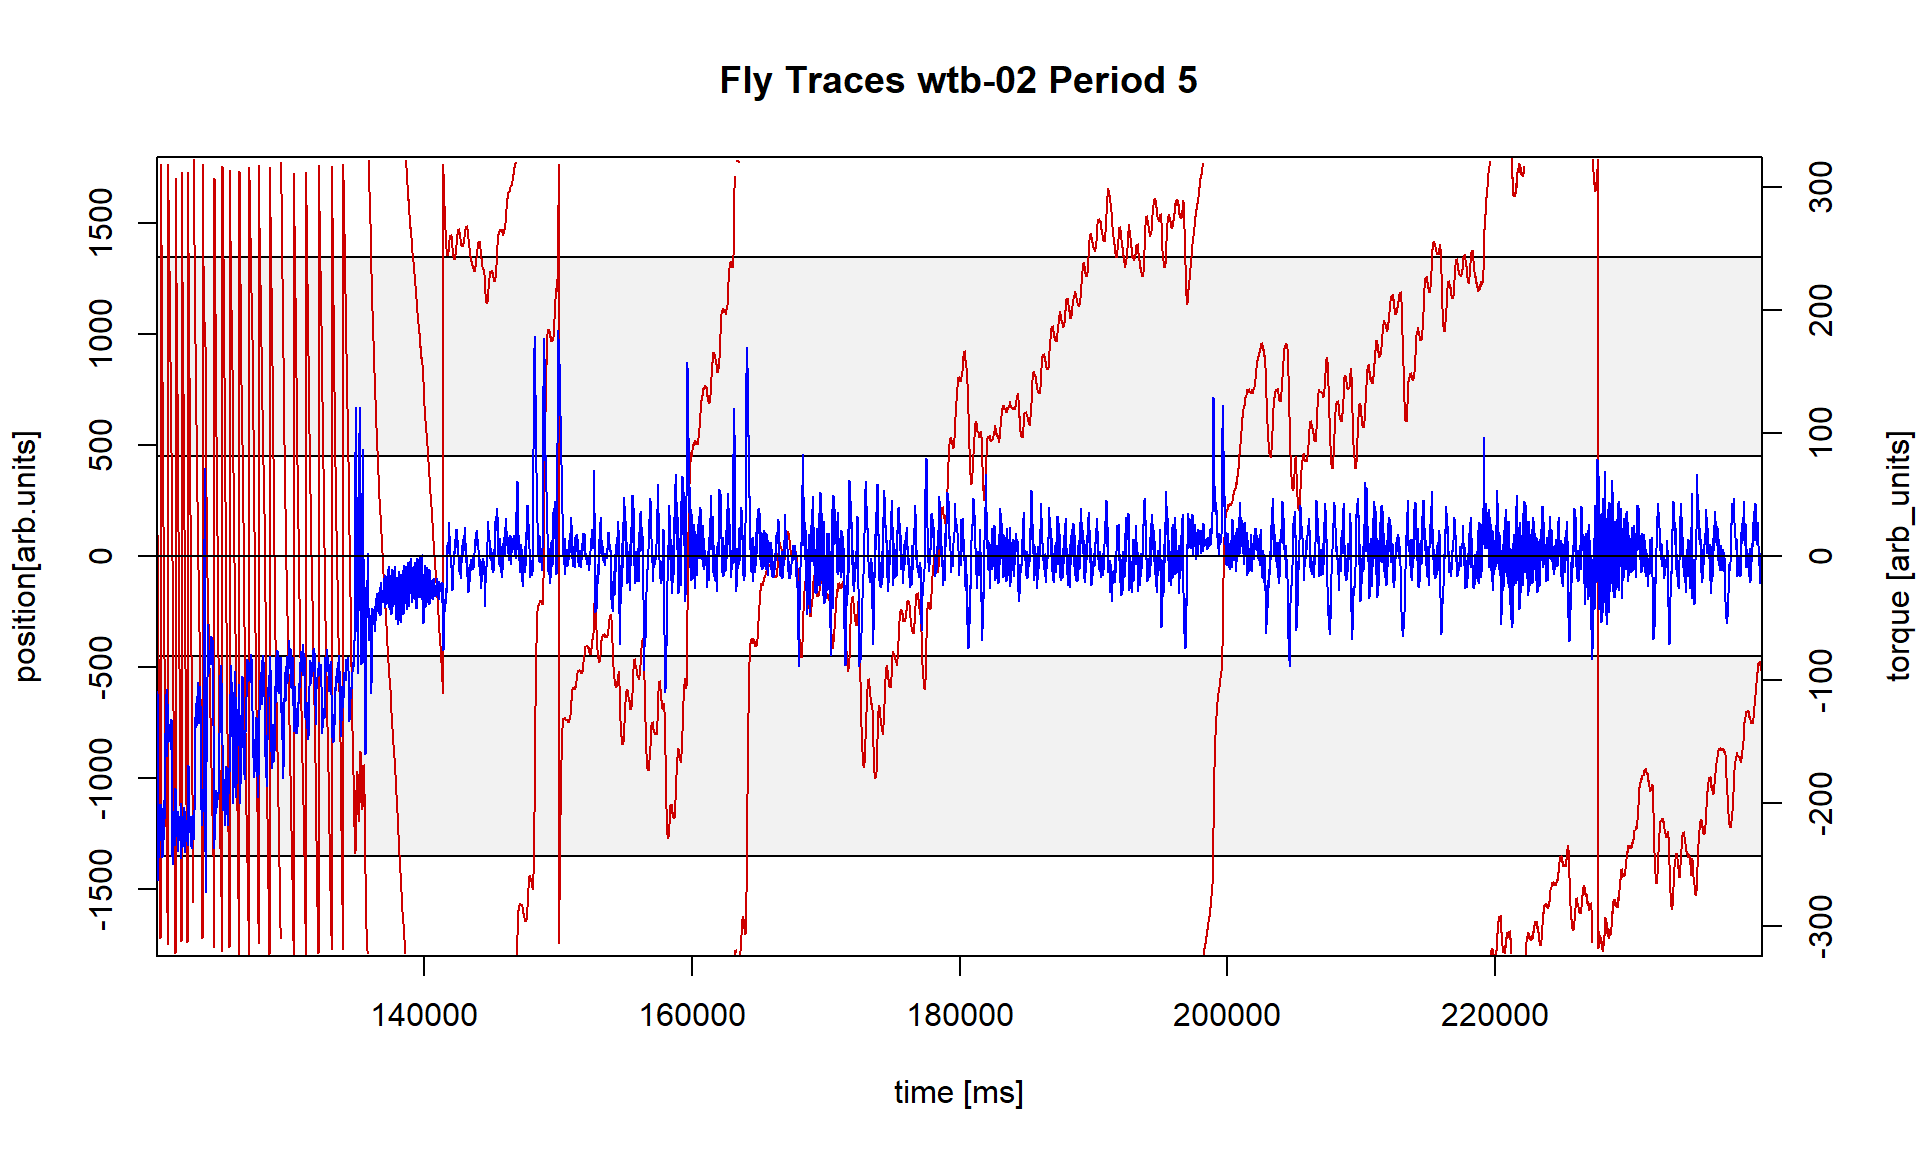 Fly Traces wtb-02 Period 5
position[arb.units]
1500
1000
500
0
-500
-1000
-1500
300
200
100
0
-100
-200
-300
torque [arb_units]
140000 160000 180000 200000 220000
time [ms]